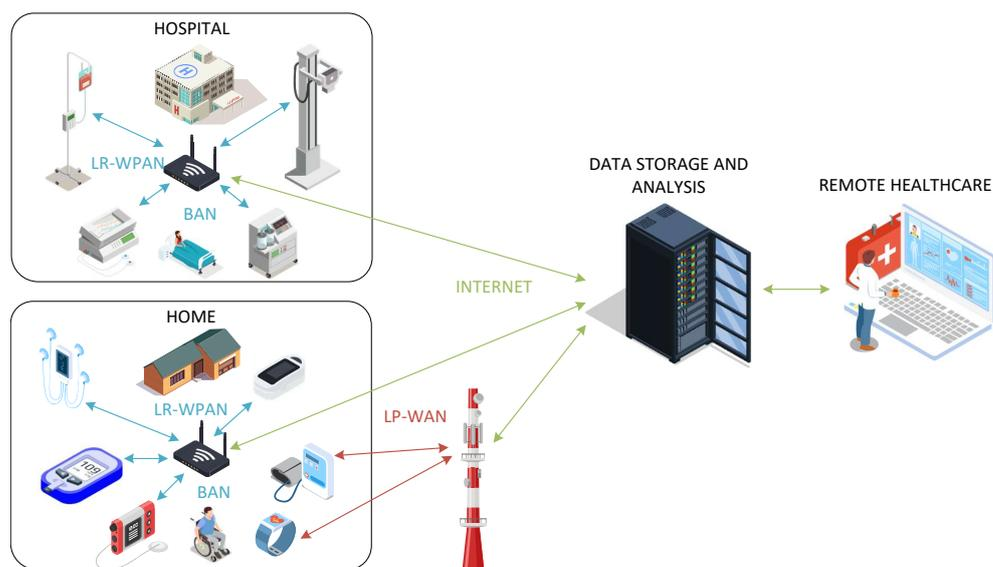 HOSPITAL
LR-WPAN
BAN
H
H
DATA STORAGE AND
ANALYSIS
REMOTE HEALTHCARE
INTERNET
HOME
LR-WPAN
LP-WAN
109
BAN